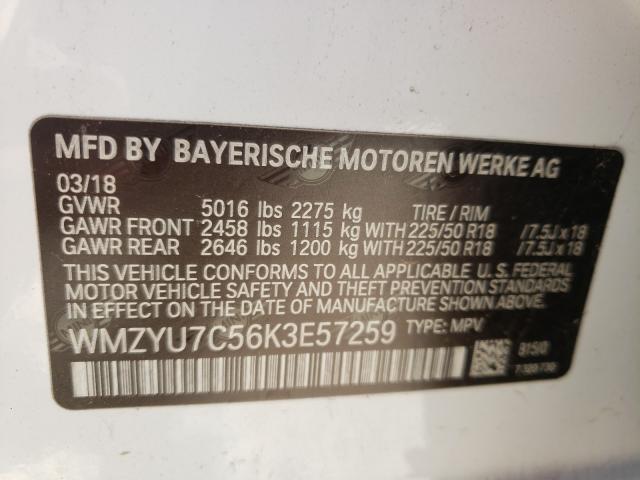 MFD BY BAYERISCHE MOTOREN WERKE AG
03/18
GVWR 5016 lbs 2275 kg TIRE / RIM
GAWR FRONT 2458 lbs 1115 kg WITH 225/50 R18 /7.5J x 18
GAWR REAR 2646 lbs 1200 kg WITH 225/50 R18 /7.5J x 18
THIS VEHICLE CONFORMS TO ALL APPLICABLE U. S. FEDERAL
MOTOR VEHICLE SAFETY AND THEFT PREVENTION STANDARDS
IN EFFECT ON THE DATE OF MANUFACTURE SHOWN ABOVE.
WMZYU7C56K3E57259 TYPE: MPV